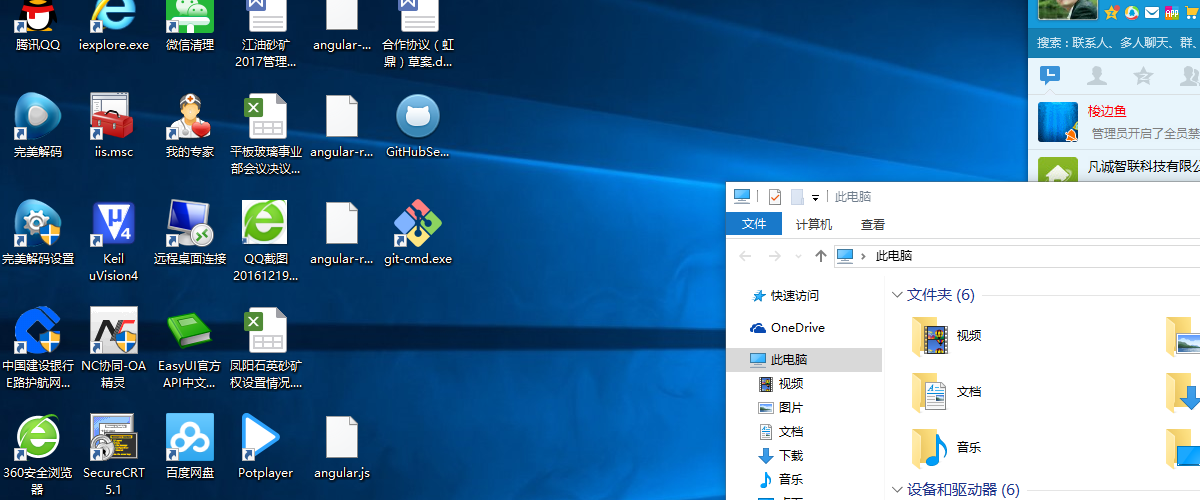 腾讯QQ
iexplore.exe
微信清理
江油砂矿
2017管理...
angular-...
合作协议（虹
鼎）草案.d...
完美解码
iis.msc
我的专家
平板玻璃事业
部会议决议...
angular-r...
GitHubSe...
完美解码设置
Keil
uVision4
远程桌面连接
QQ截图
20161219...
angular-r...
git-cmd.exe
中国建设银行
E路护航网...
NC协同-OA
精灵
EasyUI官方
API中文...
凤阳石英砂矿
权设置情况....
360安全浏览
器
SecureCRT
5.1
百度网盘
Potplayer
angular.js
搜索：联系人、多人聊天、群、
梭边鱼
管理员开启了全员禁
凡诚智联科技有限公
此电脑
文件
计算机
查看
此电脑
快速访问
OneDrive
此电脑
视频
图片
文档
下载
音乐
文件夹 (6)
视频
文档
音乐
设备和驱动器 (6)